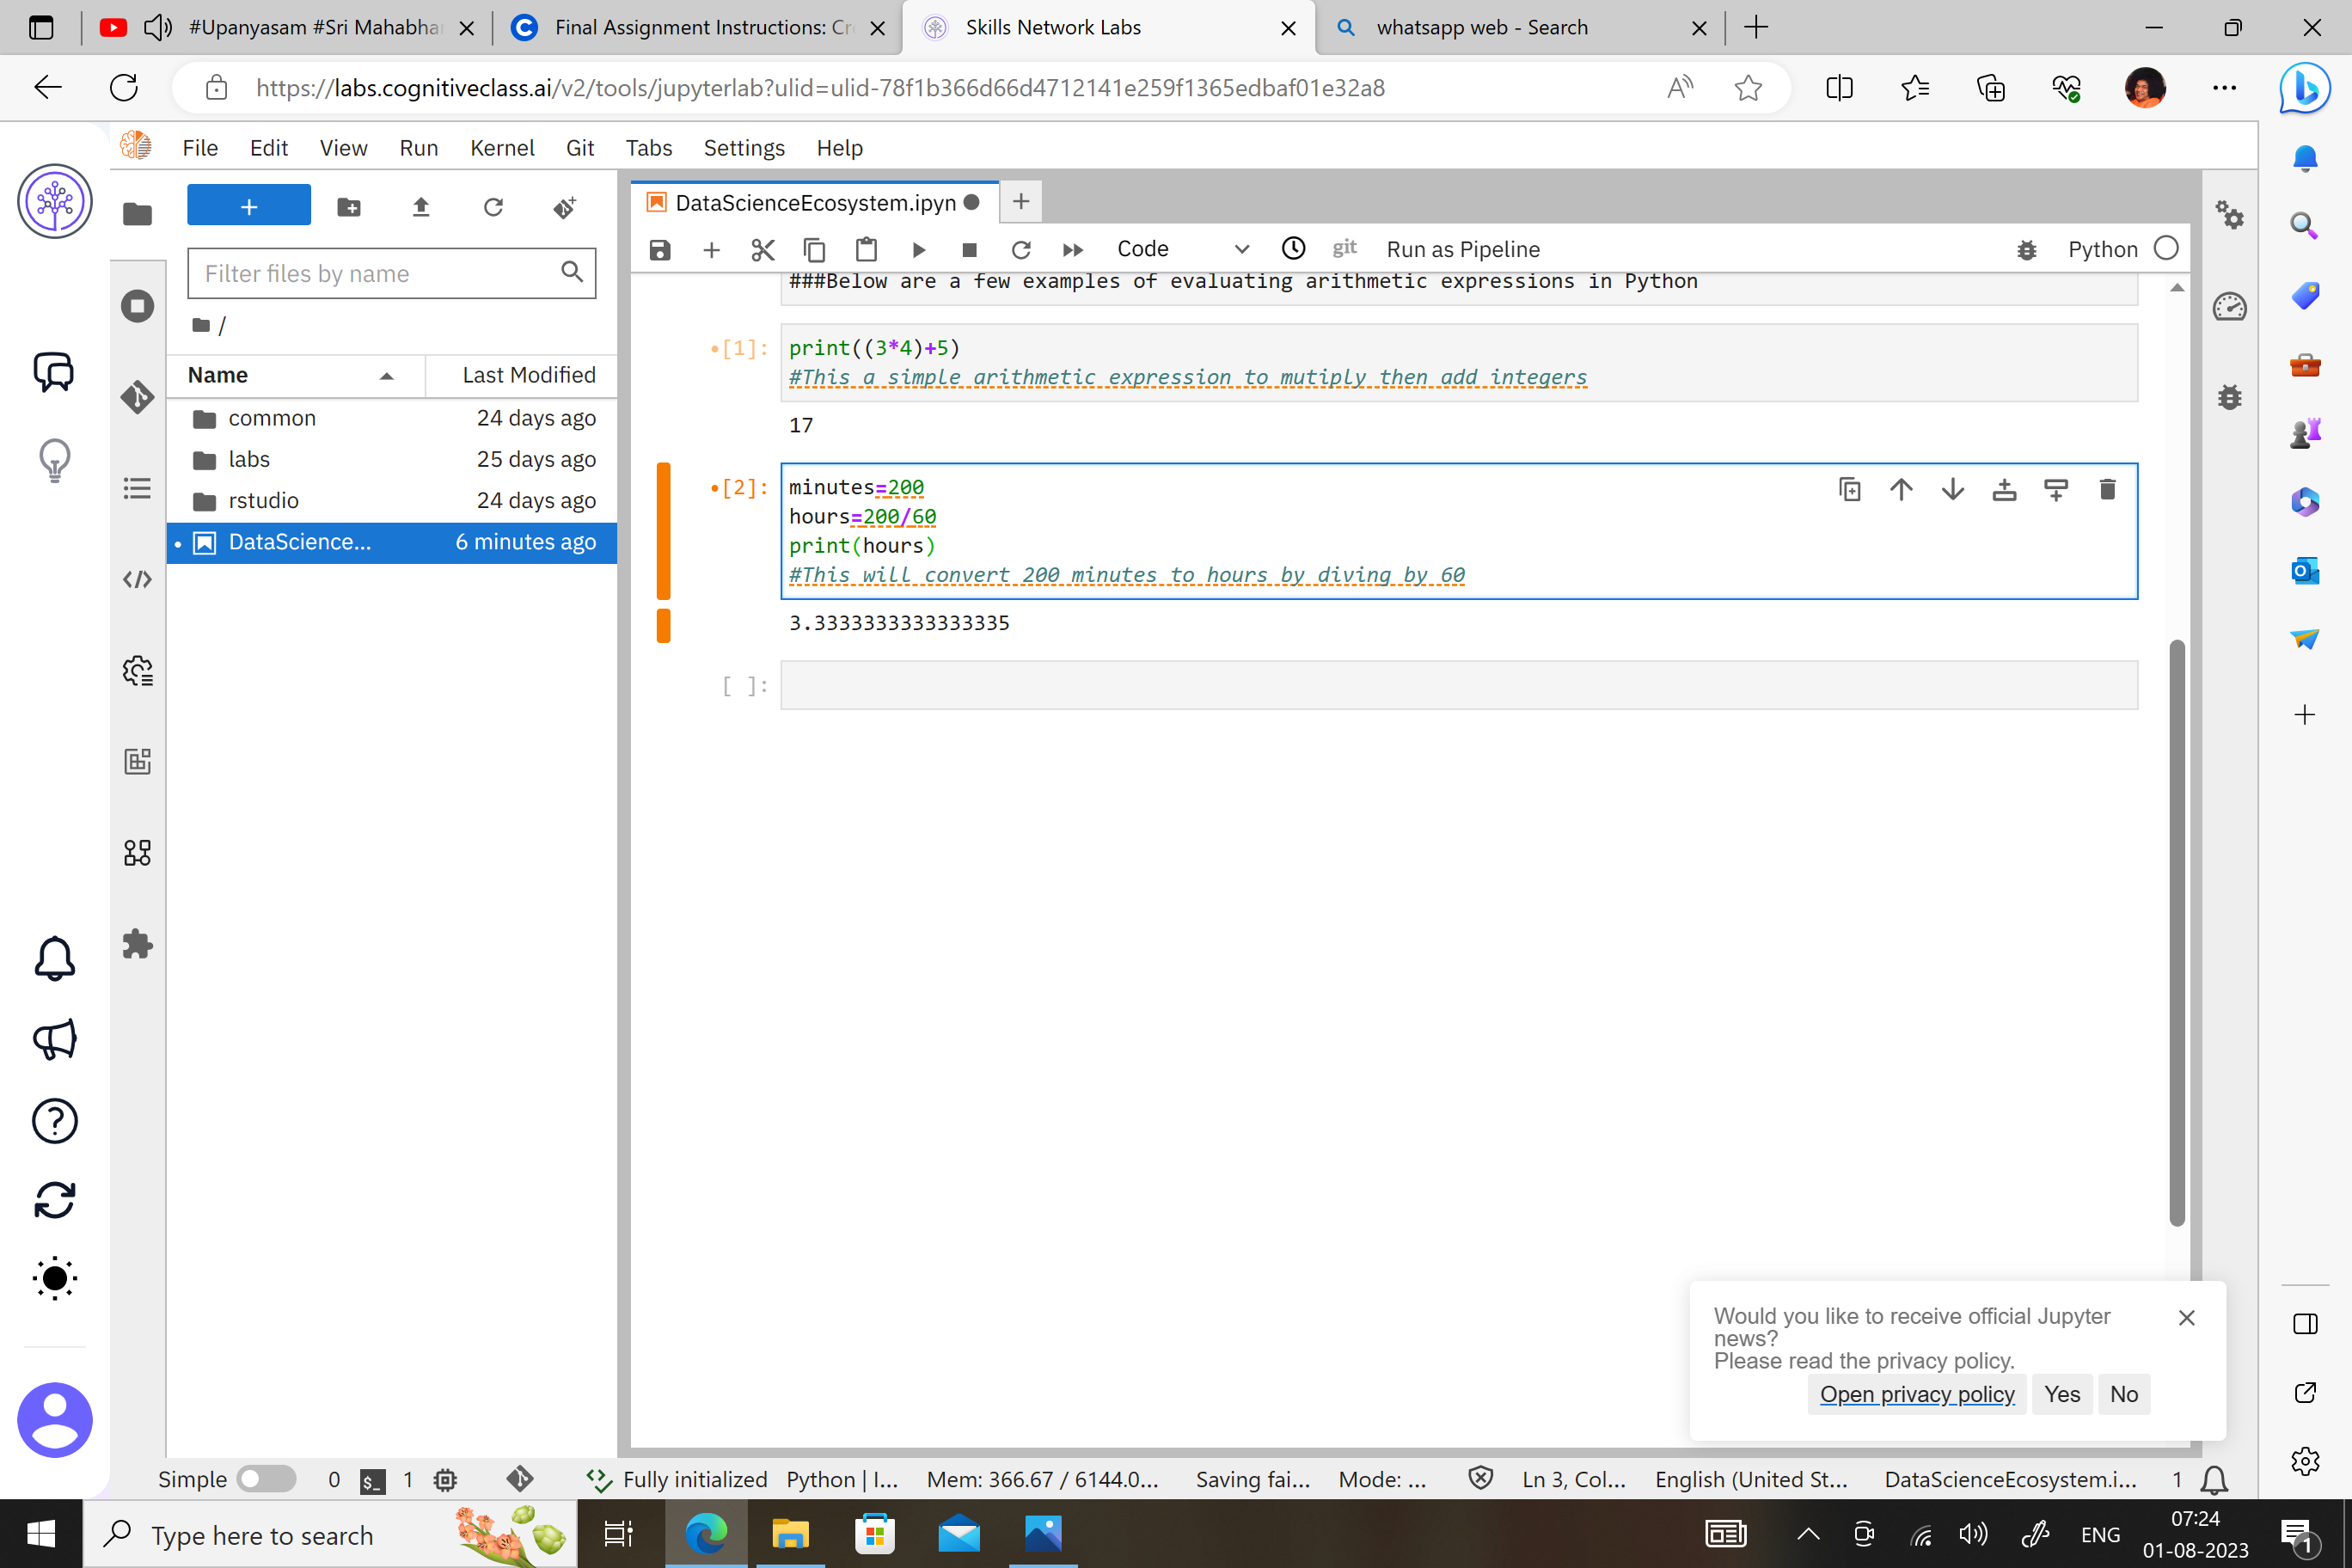 #Upanyasam #Sri Mahabhar
Final Assignment Instructions: Cr
Skills Network Labs
whatsapp web - Search
https://labs.cognitiveclass.ai/v2/tools/jupyterlab?ulid=ulid-78f1b366d66d4712141e259f1365edbaf01e32a8
File Edit View Run Kernel Git Tabs Settings Help
Filter files by name
/
Name Last Modified
common 24 days ago
labs 25 days ago
rstudio 24 days ago
DataScience... 6 minutes ago
DataScienceEcosystem.ipyn
Code git Run as Pipeline Python
###Below are a few examples of evaluating arithmetic expressions in Python
[1]: print((3*4)+5)
#This a simple arithmetic expression to mutiply then add integers
17
[2]: minutes=200
hours=200/60
print(hours)
#This will convert 200 minutes to hours by diving by 60
3.3333333333333335
[ ]:
Would you like to receive official Jupyter
news?
Please read the privacy policy.
Open privacy policy Yes No
Simple 0 $_ 1 Fully initialized Python | I... Mem: 366.67 / 6144.0... Saving fai... Mode: ... Ln 3, Col... English (United St... DataScienceEcosystem.i... 1
Type here to search
ENG
07:24
01-08-2023
1